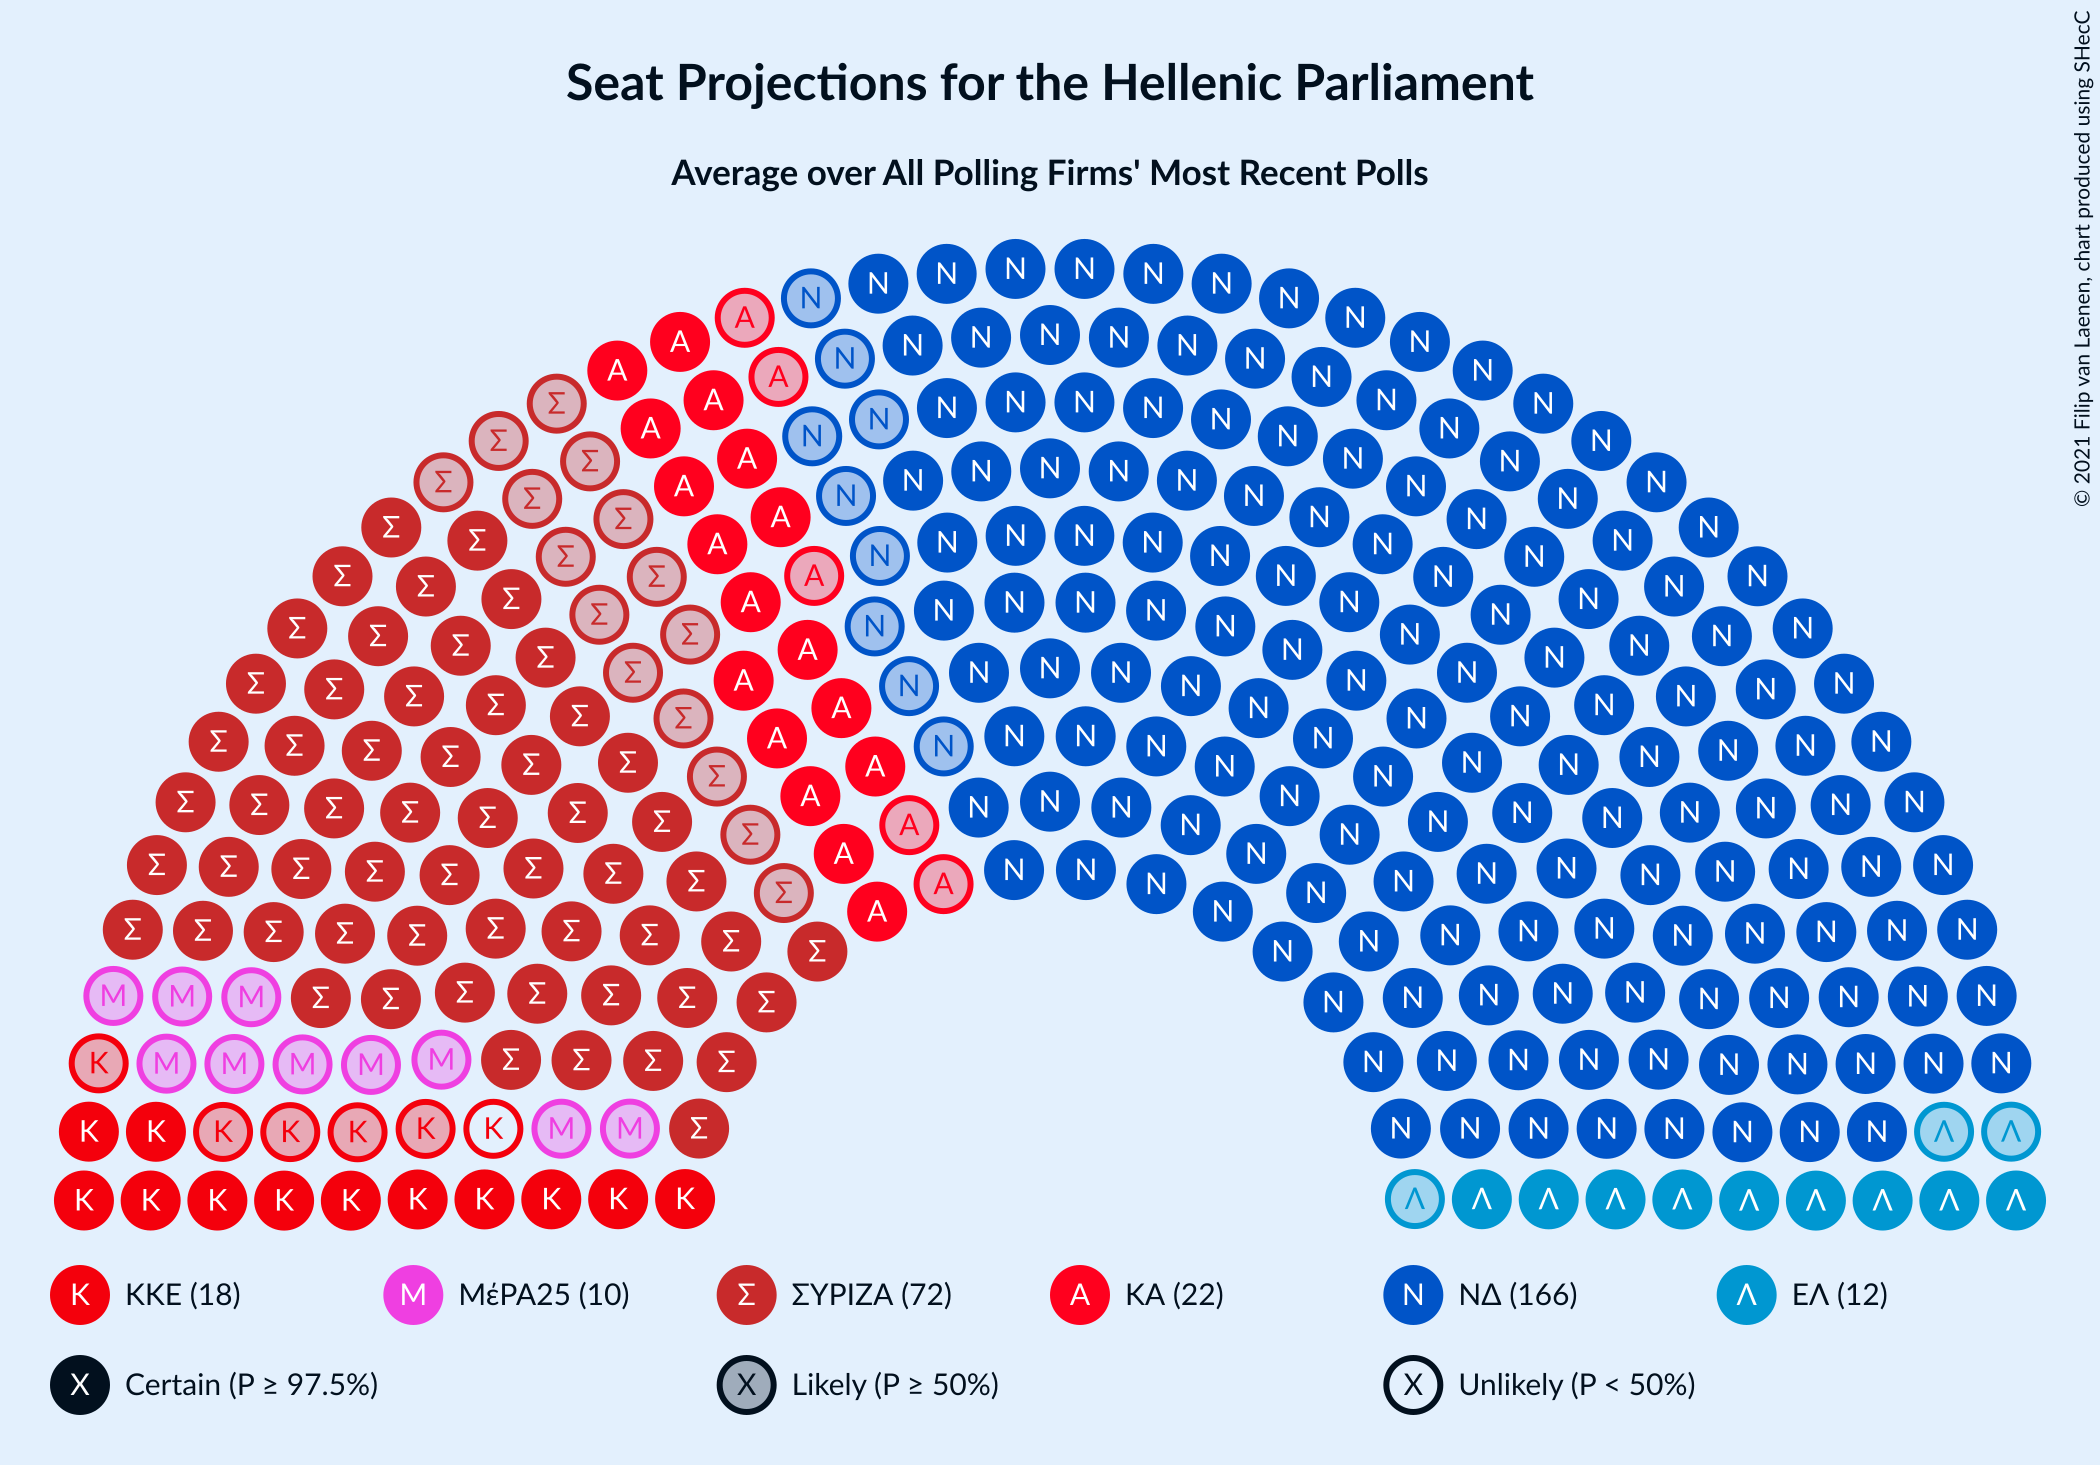 Seat Projections for the Hellenic Parliament
Average over All Polling Firms' Most Recent Polls
© 2021 Filip van Laenen, chart produced using SHecC
K ΚΚΕ (18)
M ΜέΡΑ25 (10)
Σ ΣΥΡΙΖΑ (72)
A ΚΑ (22)
N ΝΔ (166)
Λ ΕΛ (12)
X Certain (P ≥ 97.5%)
X Likely (P ≥ 50%)
X Unlikely (P < 50%)